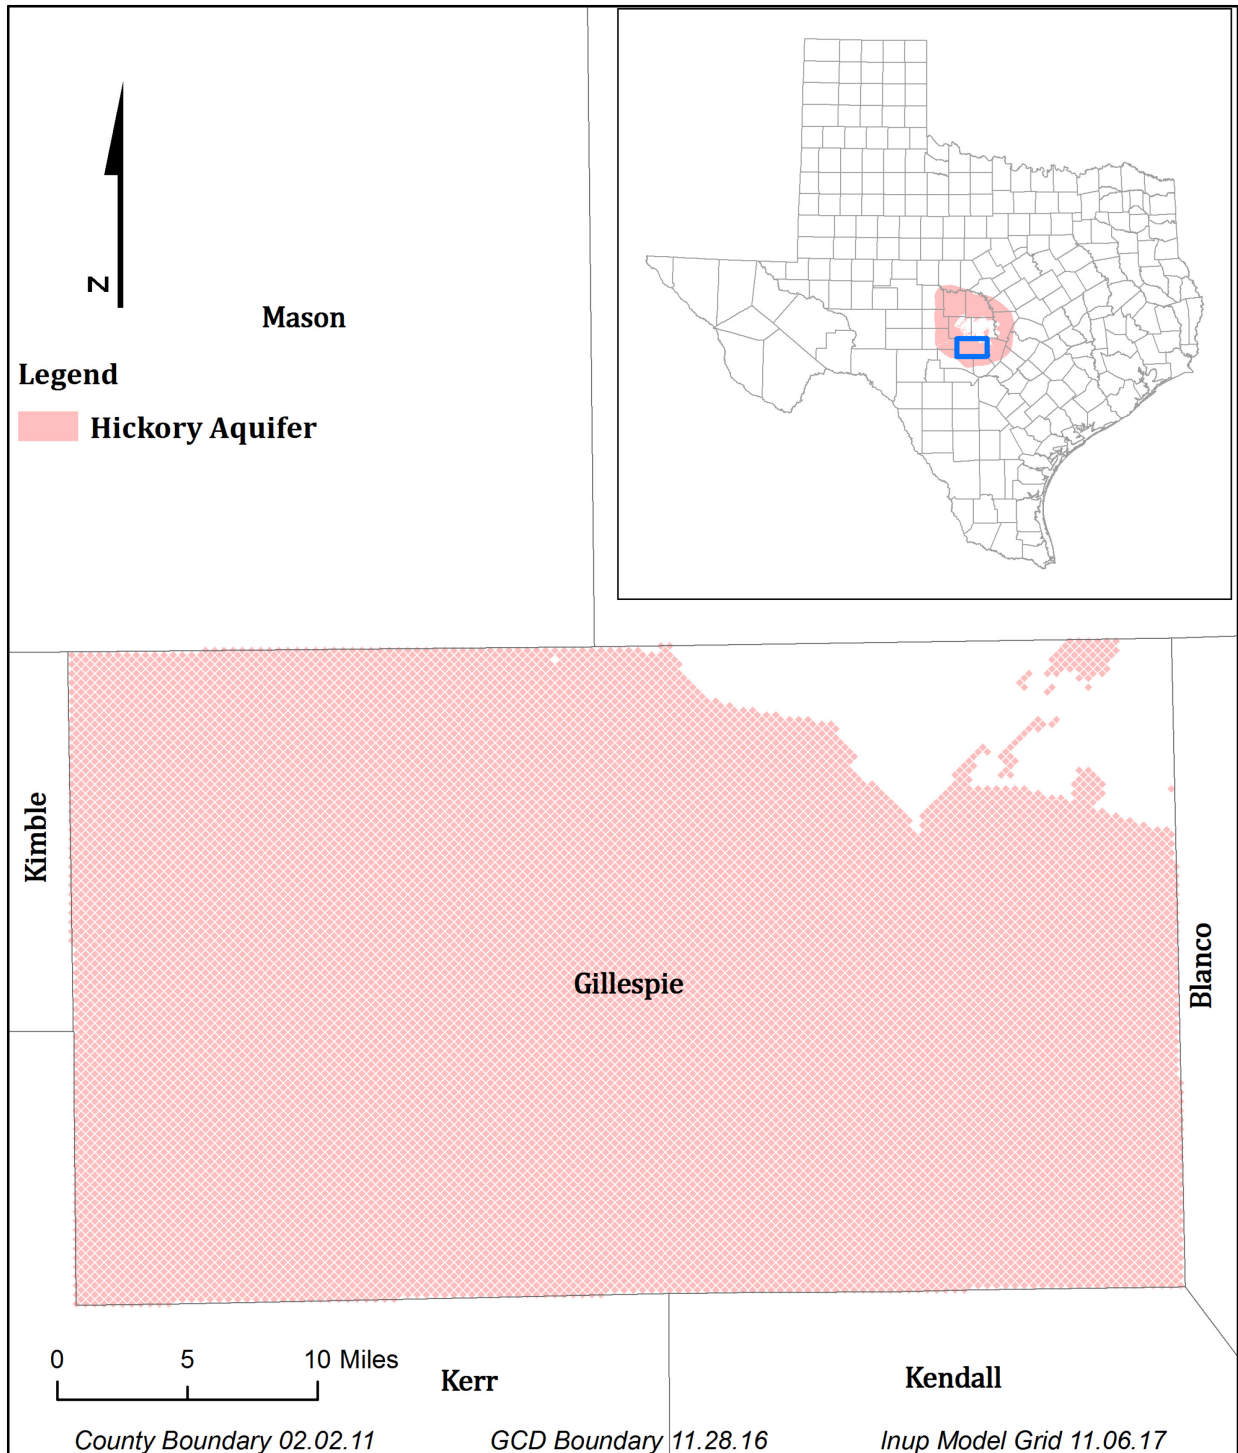 N
Mason
Legend
Hickory Aquifer
Kimble
Gillespie
Blanco
0 5 10 Miles
Kerr
Kendall
County Boundary 02.02.11 GCD Boundary 11.28.16 lnup Model Grid 11.06.17